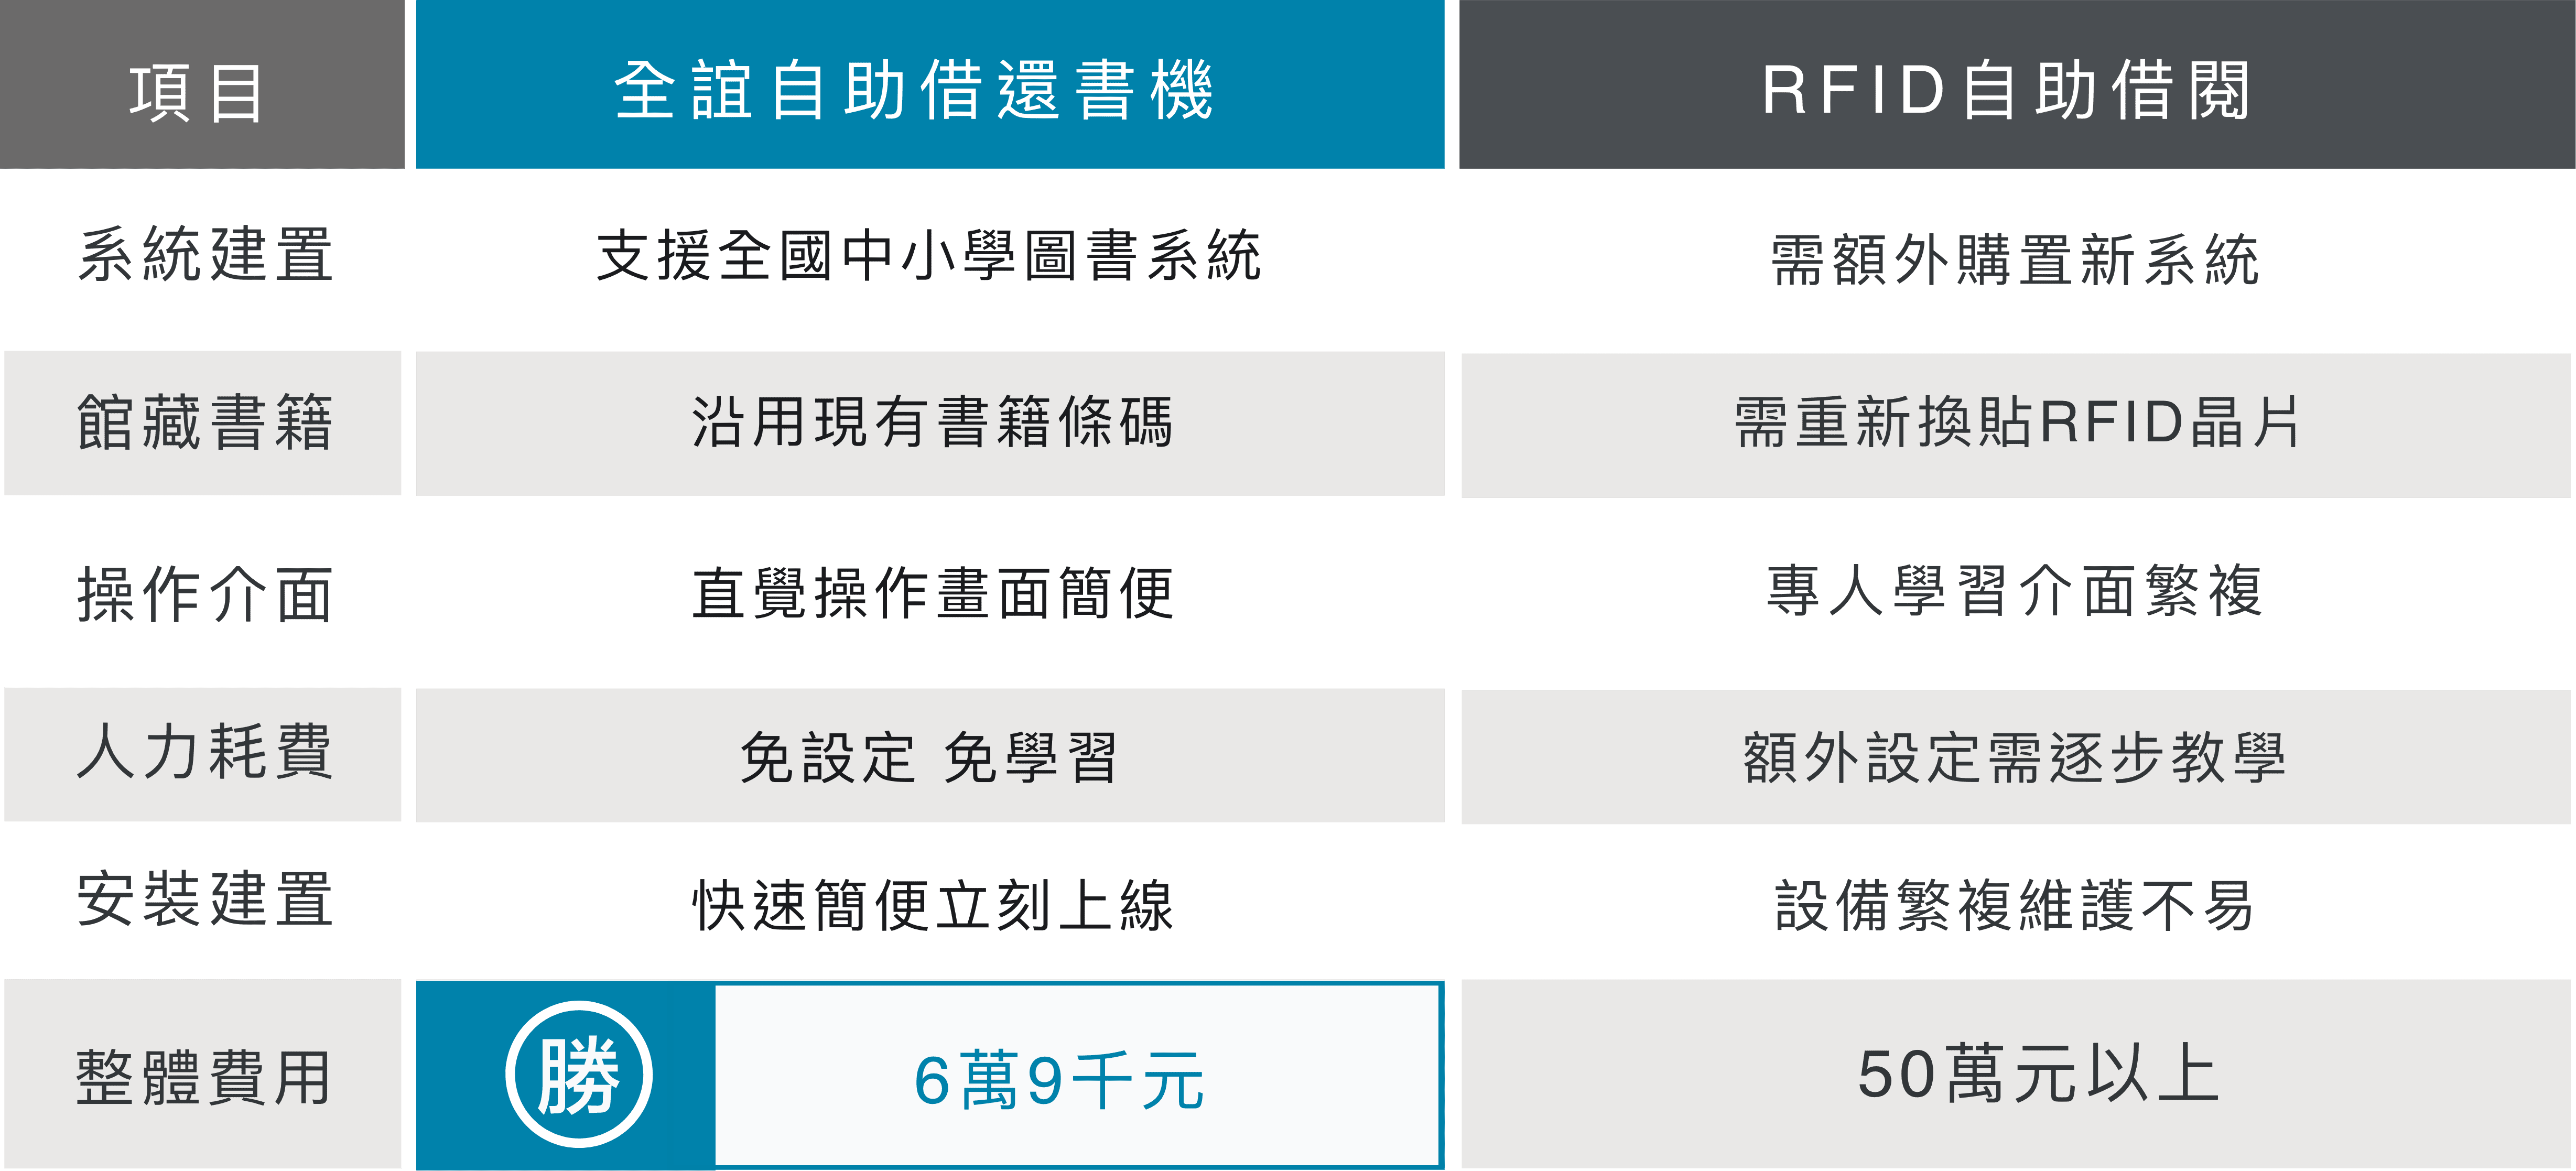 項目 全誼自助借還書機 RFID自助借閱
系統建置 支援全國中小學圖書系統 需額外購置新系統
館藏書籍 沿用現有書籍條碼 需重新換貼RFID晶片
操作介面 直覺操作畫面簡便 專人學習介面繁複
人力耗費 免設定 免學習 額外設定需逐步教學
安裝建置 快速簡便立刻上線 設備繁複維護不易
整體費用 勝 6萬9千元 50萬元以上